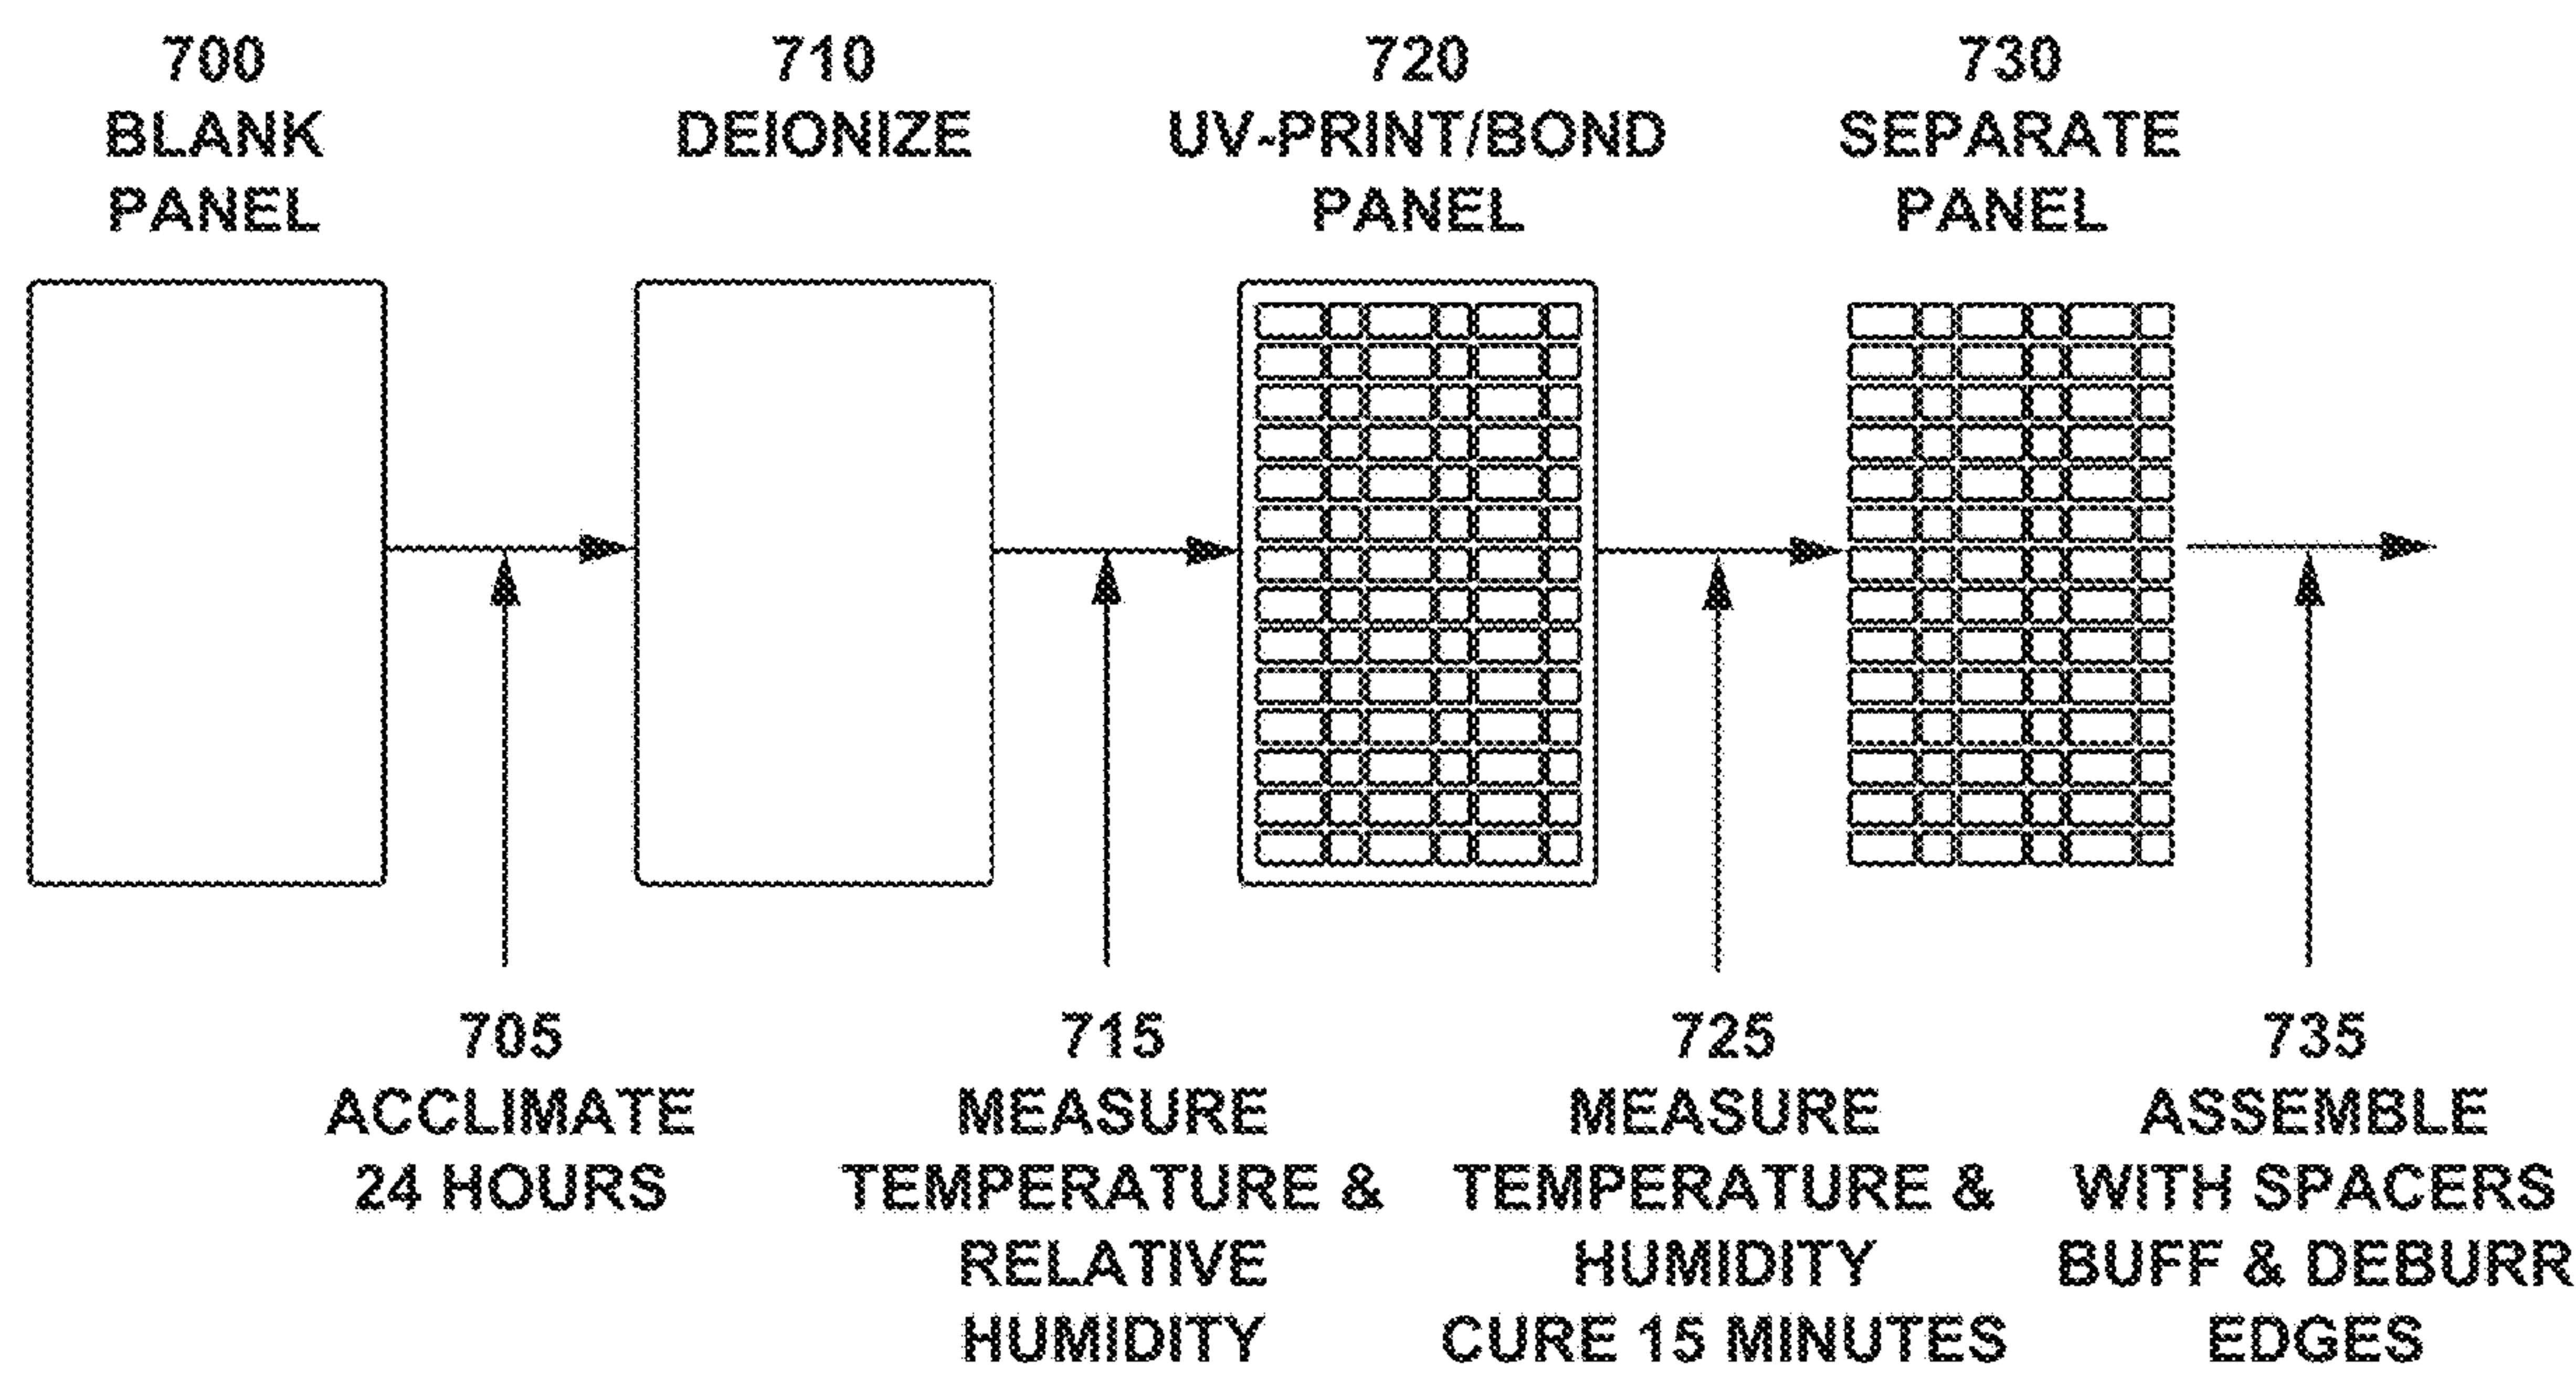 700
BLANK
PANEL
710
DEIONIZE
720
UV-PRINT/BOND
PANEL
730
SEPARATE
PANEL
705
ACCLIMATE
24 HOURS
715
MEASURE
TEMPERATURE &
RELATIVE
HUMIDITY
725
MEASURE
TEMPERATURE &
HUMIDITY
CURE 15 MINUTES
735
ASSEMBLE
WITH SPACERS
BUFF & DEBURR
EDGES